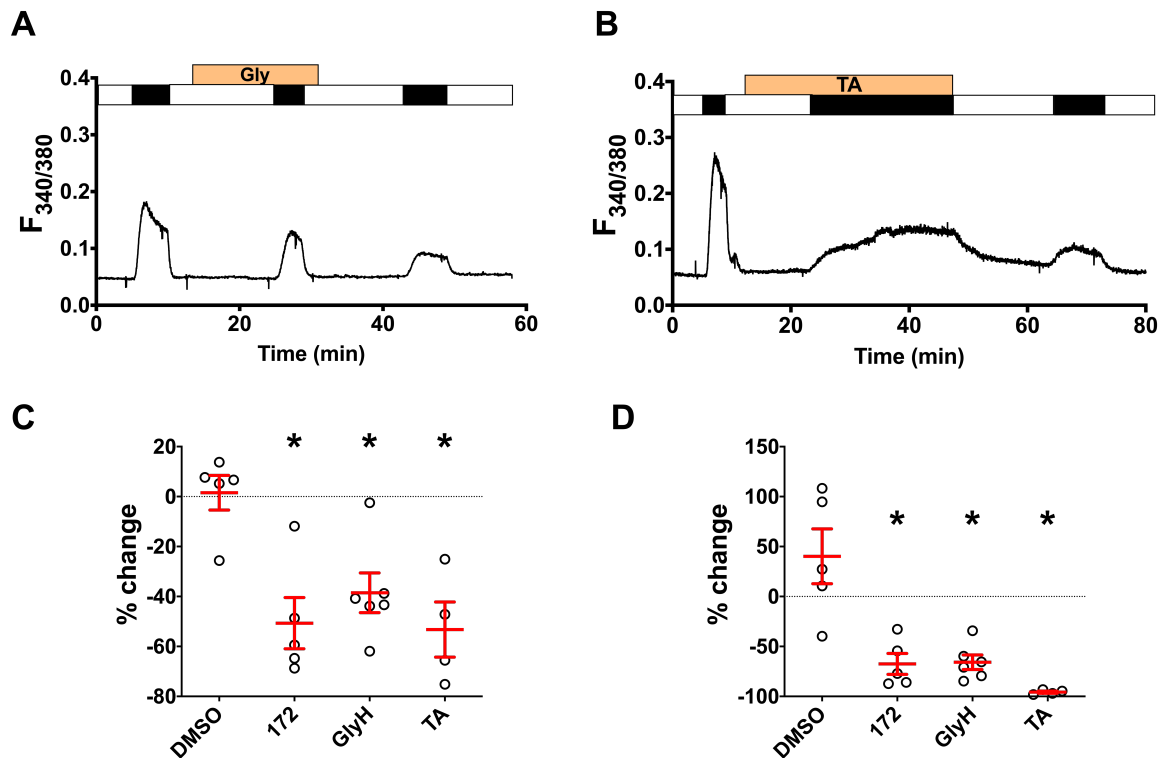 A
Gly
0.4
0.3
0.2
0.1
0.0
F340/380
0 20 40 60
Time (min)
B
TA
0.4
0.3
0.2
0.1
0.0
F340/380
0 20 40 60 80
Time (min)
C
* * *
20
0
-20
-40
-60
-80
% change
DMSO 172 GlyH TA
D
* * *
150
100
50
0
-50
-100
% change
DMSO 172 GlyH TA